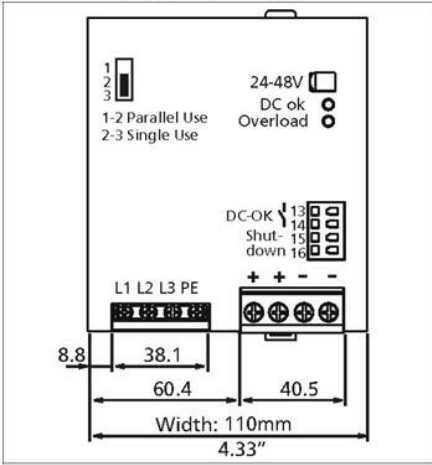 1
2
3
1-2 Parallel Use
2-3 Single Use
24-48V
DC ok
Overload
DC-OK
13
14
Shut-
down
15
16
+ + – –
L1 L2 L3 PE
8.8
38.1
60.4
40.5
Width: 110mm
4.33”